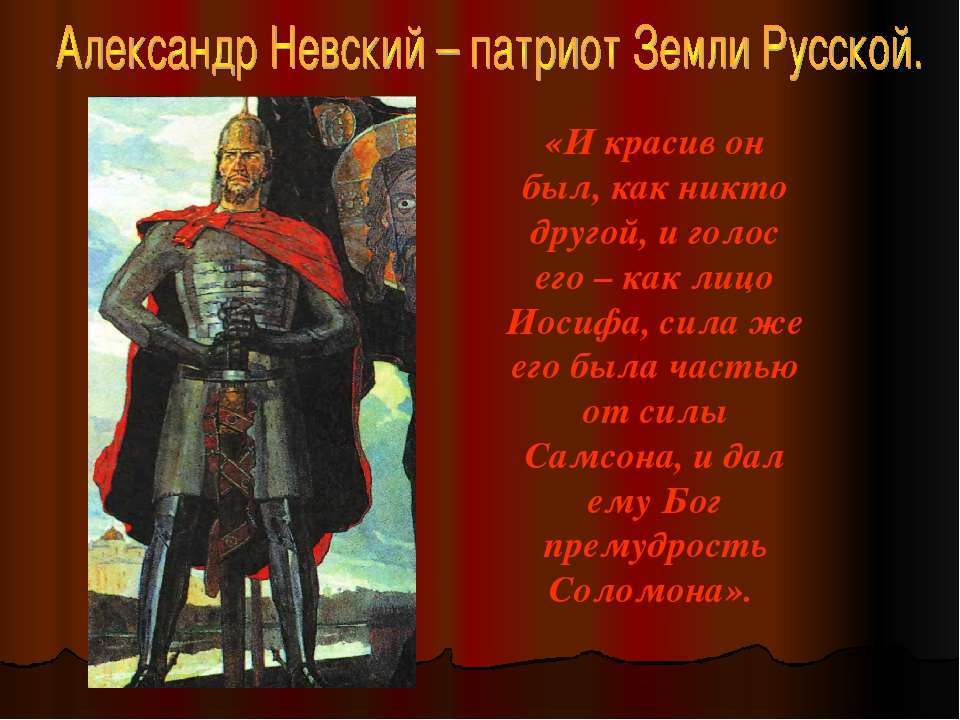 Александр Невский – патриот Земли Русской.
«И красив он
был, как никто
другой, и голос
его – как лицо
Иосифа, сила же
его была частью
от силы
Самсона, и дал
ему Бог
премудрость
Соломона».